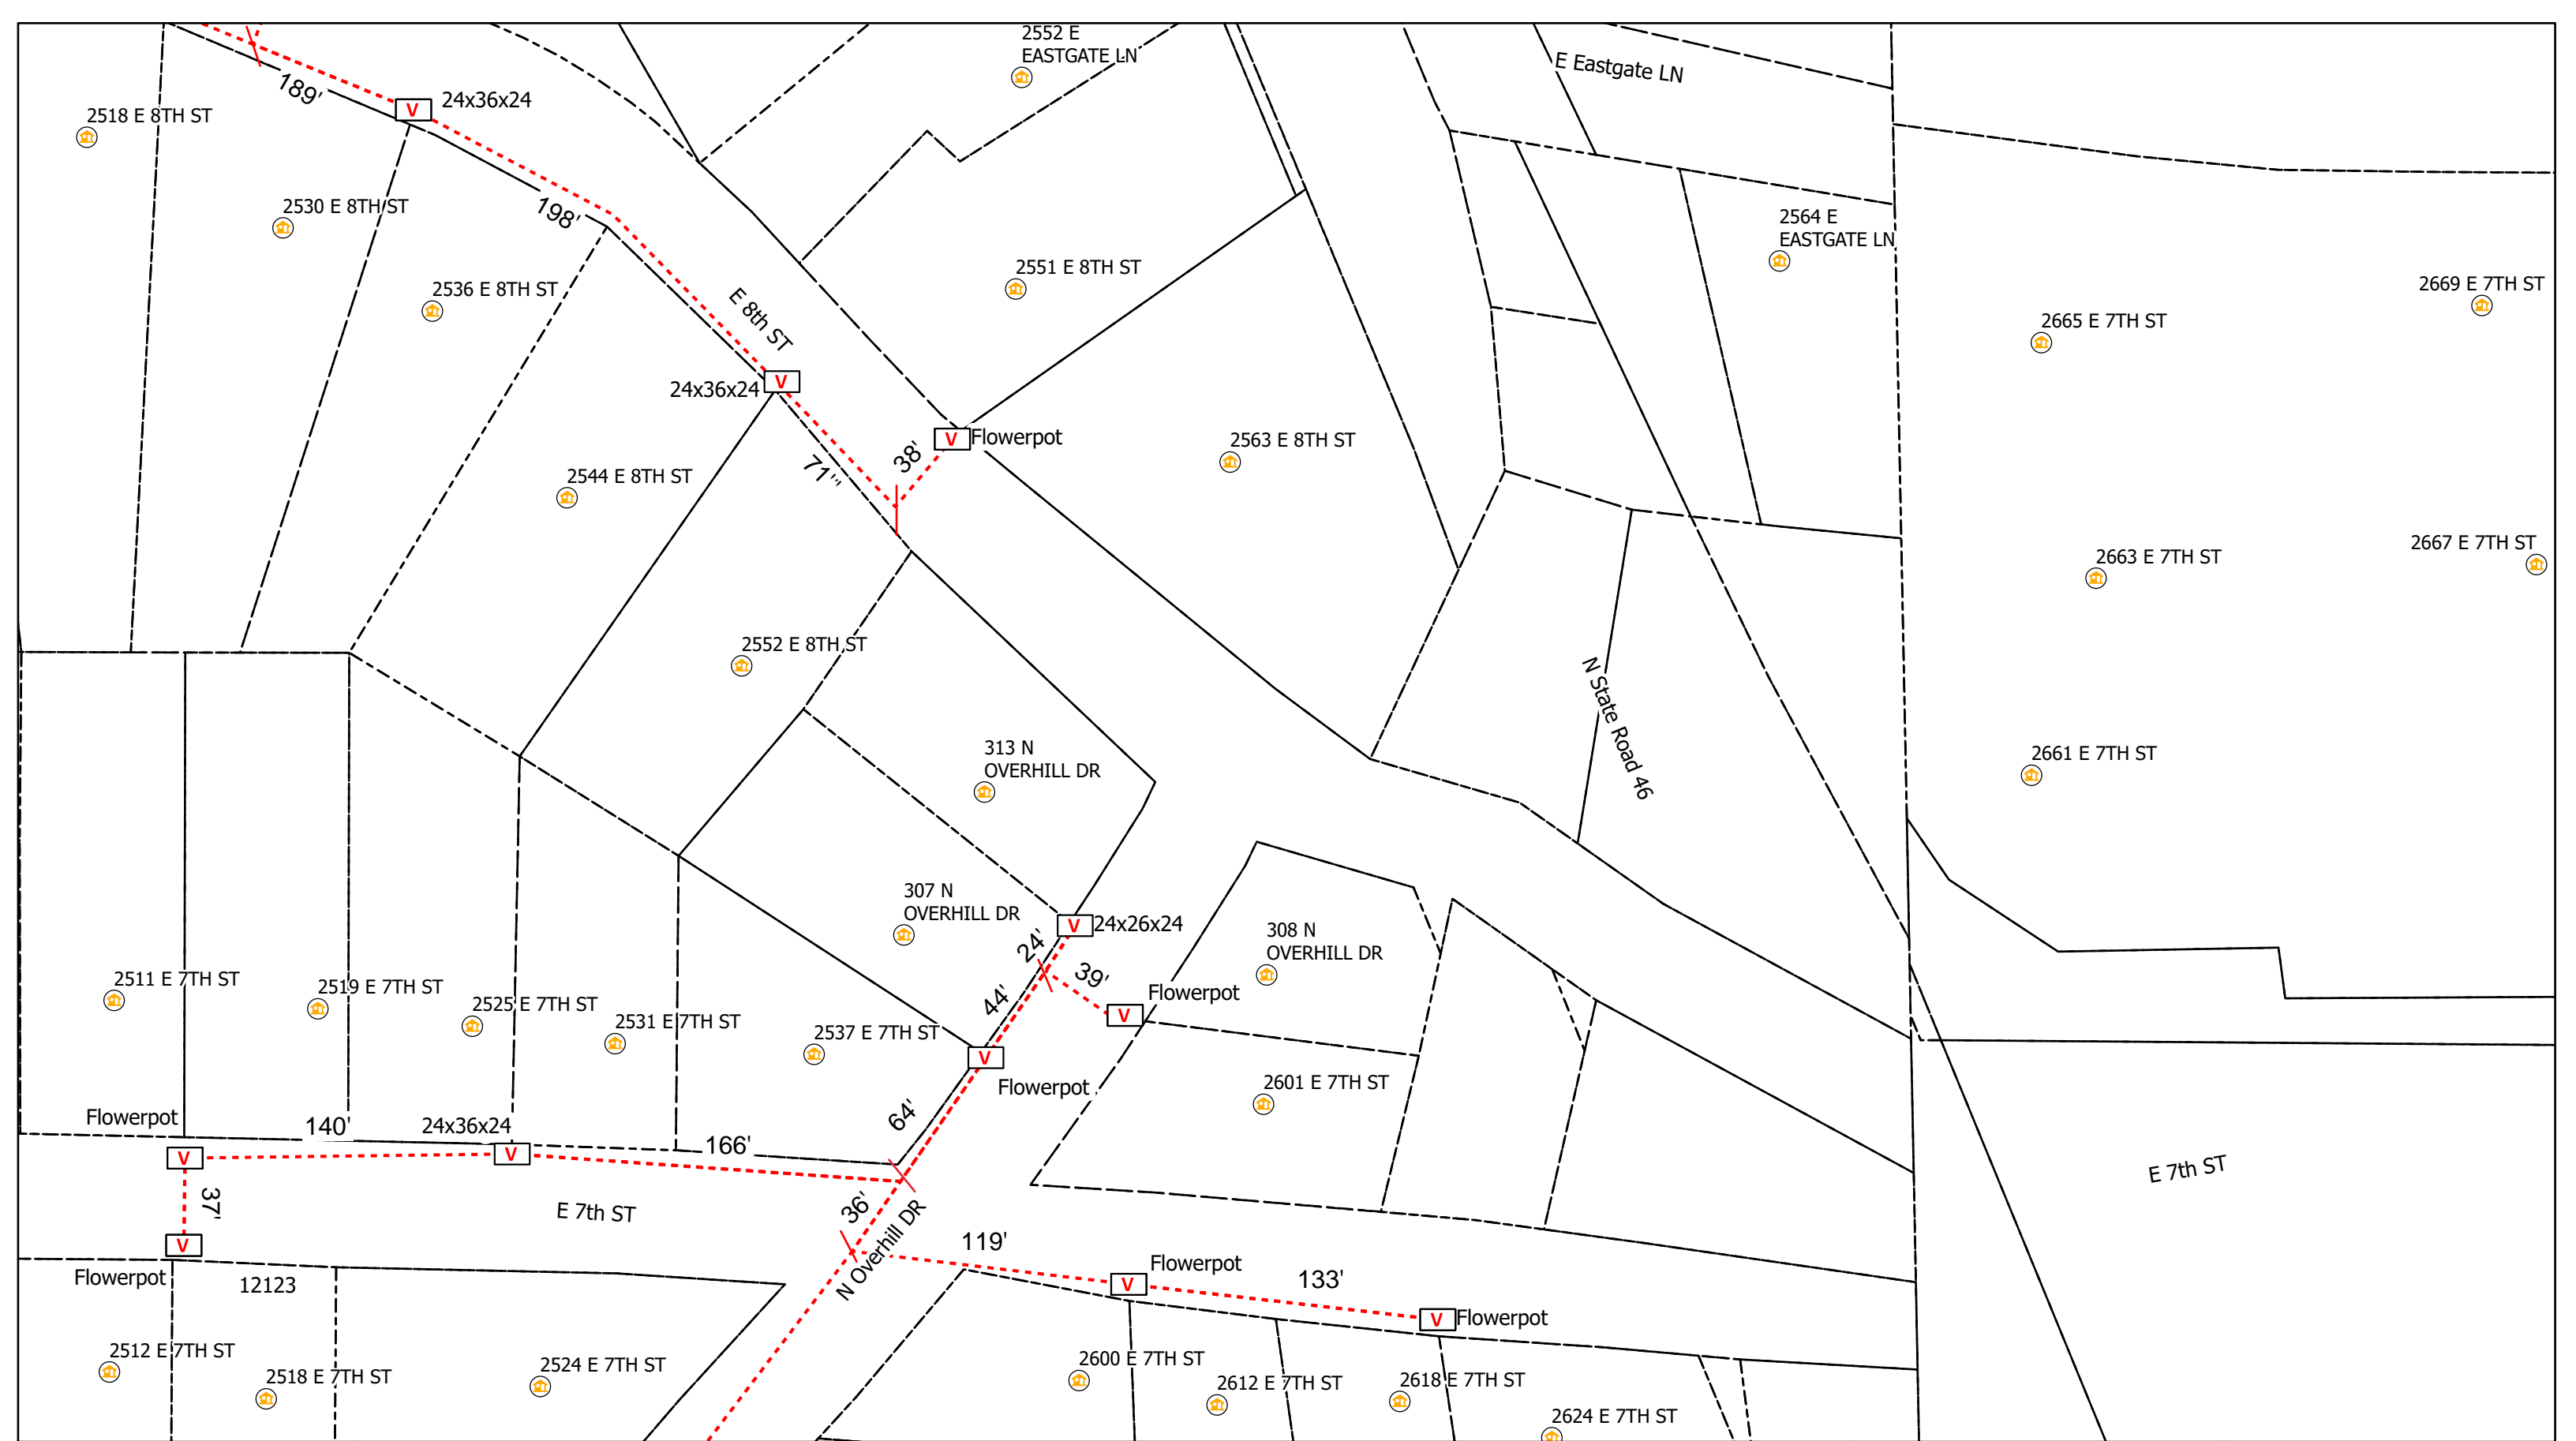 2552 E
EASTGATE LN
E Eastgate LN
189'
V
24x36x24
2518 E 8TH ST
2530 E 8TH ST
198'
2564 E
EASTGATE LN
2551 E 8TH ST
2536 E 8TH ST
2669 E 7TH ST
E 8th ST
2665 E 7TH ST
V
24x36x24
V
Flowerpot
38'
2563 E 8TH ST
71'"
2544 E 8TH ST
2667 E 7TH ST
2663 E 7TH ST
2552 E 8TH ST
N State Road 46
313 N
OVERHILL DR
2661 E 7TH ST
307 N
OVERHILL DR
V
24x26x24
24'
308 N
OVERHILL DR
39'
2511 E 7TH ST
2519 E 7TH ST
2525 E 7TH ST
44'
Flowerpot
V
2531 E 7TH ST
2537 E 7TH ST
V
Flowerpot
2601 E 7TH ST
Flowerpot
140'
24x36x24
64'
166'
V
V
E 7th ST
37'
E 7th ST
36'
N Overhill DR
119'
V
Flowerpot
12123
V
Flowerpot
133'
V
Flowerpot
2512 E 7TH ST
2518 E 7TH ST
2524 E 7TH ST
2600 E 7TH ST
2612 E 7TH ST
2618 E 7TH ST
2624 E 7TH ST